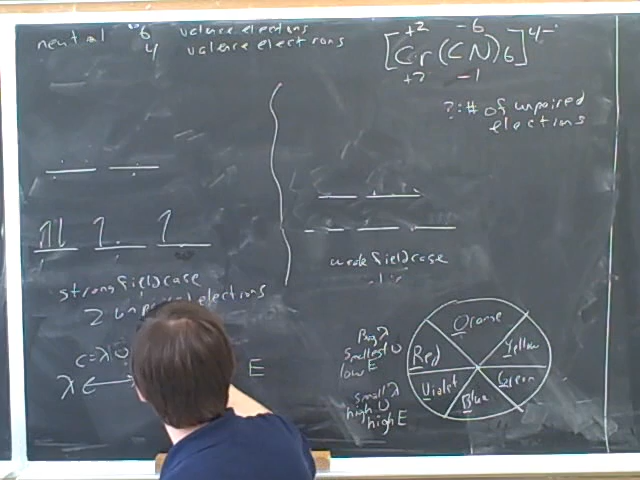 neutral 6 valence electrons
4 valence electrons
+2 -6
[Cr(CN)6]4-
+2 -1
?: # of unpaired
electrons
strong field case
2 unpaired elections
weak field case
c=λυ
λ
E
Big λ
smallest υ
low E
small λ
high υ
high E
Orange
Red
Yellow
Violet
Green
Blue